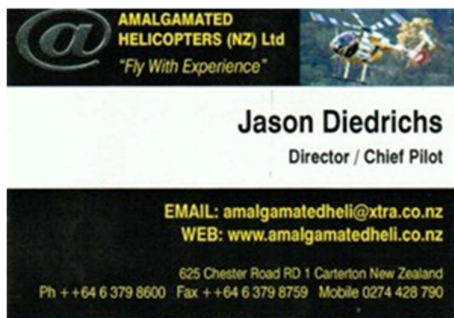 @
AMALGAMATED
HELICOPTERS (NZ) Ltd
"Fly With Experience"
Jason Diedrichs
Director / Chief Pilot
EMAIL: amalgamatedheli@xtra.co.nz
WEB: www.amalgamatedheli.co.nz
625 Chester Road RD 1 Carterton New Zealand
Ph ++64 6 379 8600 Fax ++64 6 379 8759 Mobile 0274 428 790